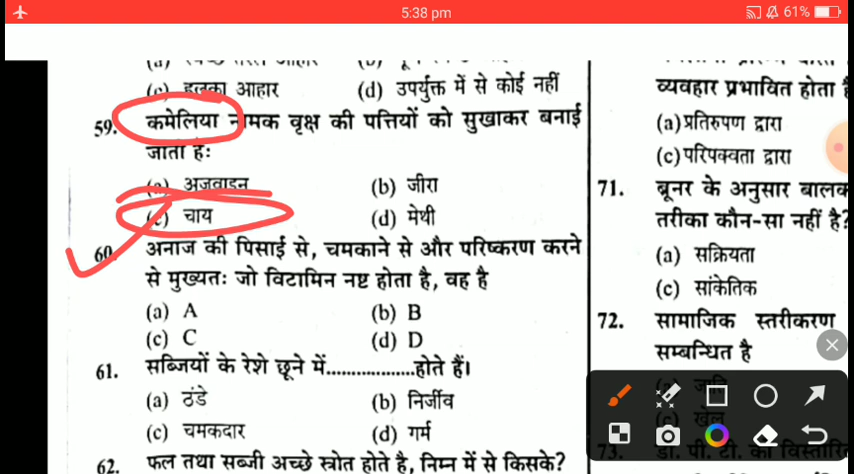 5:38 pm
61%
आहार
(d) उपर्युक्त में से कोई नहीं
59. कमेलिया नामक वृक्ष की पत्तियों को सुखाकर बनाई
जाती हैः
(a) अजवाइन
(b) जीरा
(c) चाय
(d) मेथी
60. अनाज की पिसाई से, चमकाने से और परिष्करण करने
से मुख्यतः जो विटामिन नष्ट होता है, वह है
(a) A
(b) B
(c) C
(d) D
61. सब्जियों के रेशे छूने में..................होते हैं।
(a) ठंडे
(b) निर्जीव
(c) चमकदार
(d) गर्म
62. फल तथा सब्जी अच्छे स्त्रोत होते है, निम्न में से किसके?
व्यवहार प्रभावित होता
(a) प्रतिरुपण द्वारा
(c) परिपक्वता द्वारा
71. ब्रूनर के अनुसार बालक
तरीका कौन-सा नहीं है?
(a) सक्रियता
(c) सांकेतिक
72. सामाजिक स्तरीकरण
सम्बन्धित है
73. डा. पी. टी. का